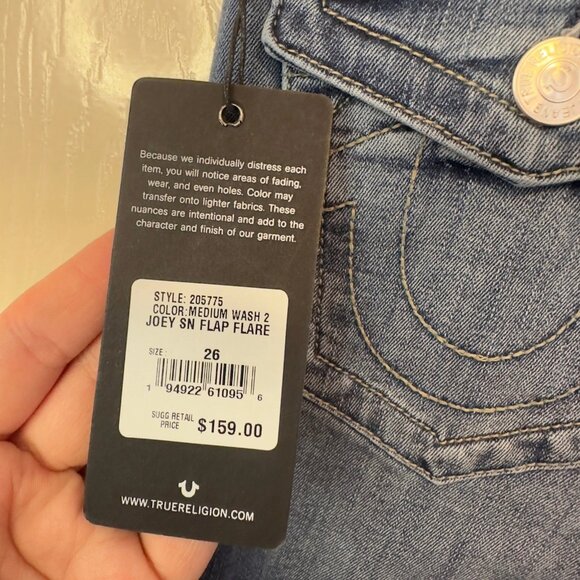 Because we individually distress each
item, you will notice areas of fading,
wear, and even holes. Color may
transfer onto lighter fabrics. These
nuances are intentional and add to the
character and finish of our garment.
STYLE: 205775
COLOR:MEDIUM WASH 2
JOEY SN FLAP FLARE
SIZE: 26
1 94922 61095 6
SUGG RETAIL
PRICE $159.00
WWW.TRUERELIGION.COM